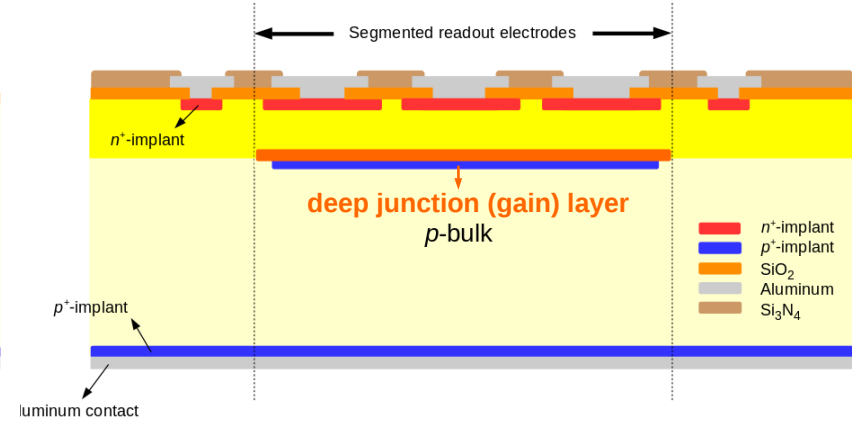 Segmented readout electrodes
n⁺-implant
deep junction (gain) layer
p-bulk
n⁺-implant
p⁺-implant
SiO₂
Aluminum
Si₃N₄
p⁺-implant
luminum contact